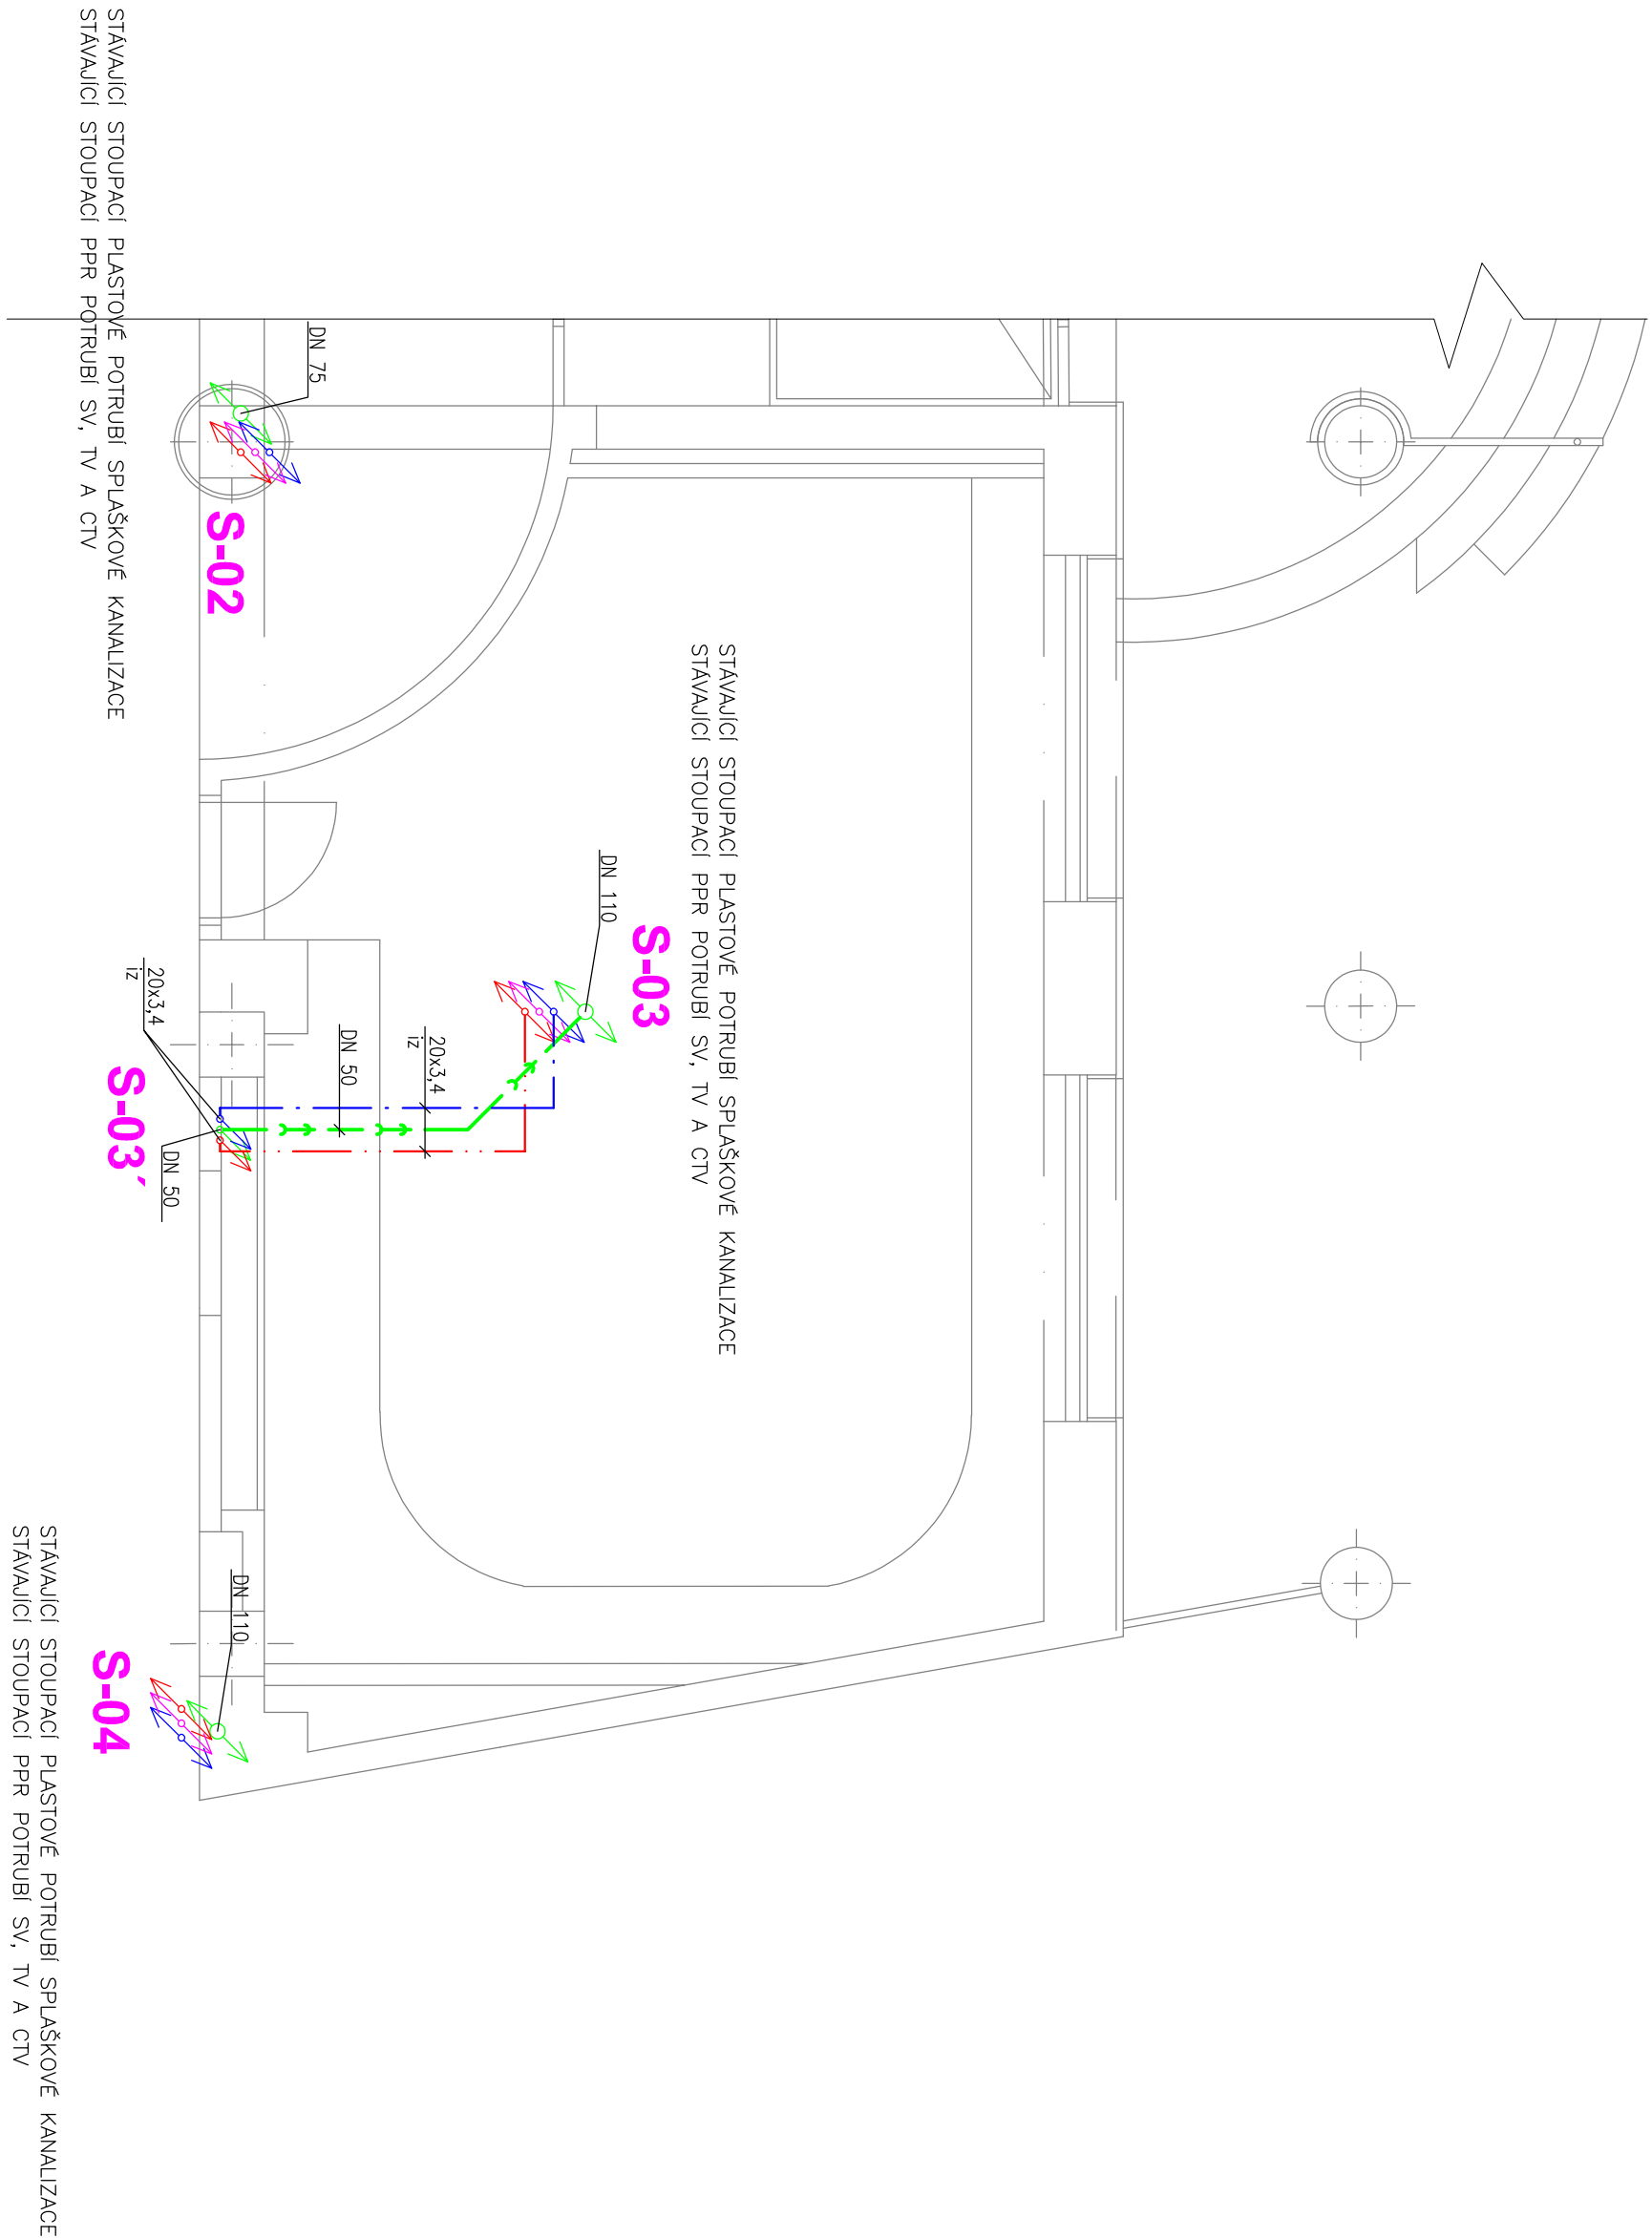 STÁVAJÍCÍ STOUPACÍ PLASTOVÉ POTRUBÍ SPLAŠKOVÉ KANALIZACE
STÁVAJÍCÍ STOUPACÍ PPR POTRUBÍ SV, TV A CTV
DN 75
S-02
STÁVAJÍCÍ STOUPACÍ PLASTOVÉ POTRUBÍ SPLAŠKOVÉ KANALIZACE
STÁVAJÍCÍ STOUPACÍ PPR POTRUBÍ SV, TV A CTV
DN 110
S-03
20x3,4
iz
DN 50
20x3,4
iz
S-03´
DN 50
DN 110
S-04
STÁVAJÍCÍ STOUPACÍ PLASTOVÉ POTRUBÍ SPLAŠKOVÉ KANALIZACE
STÁVAJÍCÍ STOUPACÍ PPR POTRUBÍ SV, TV A CTV